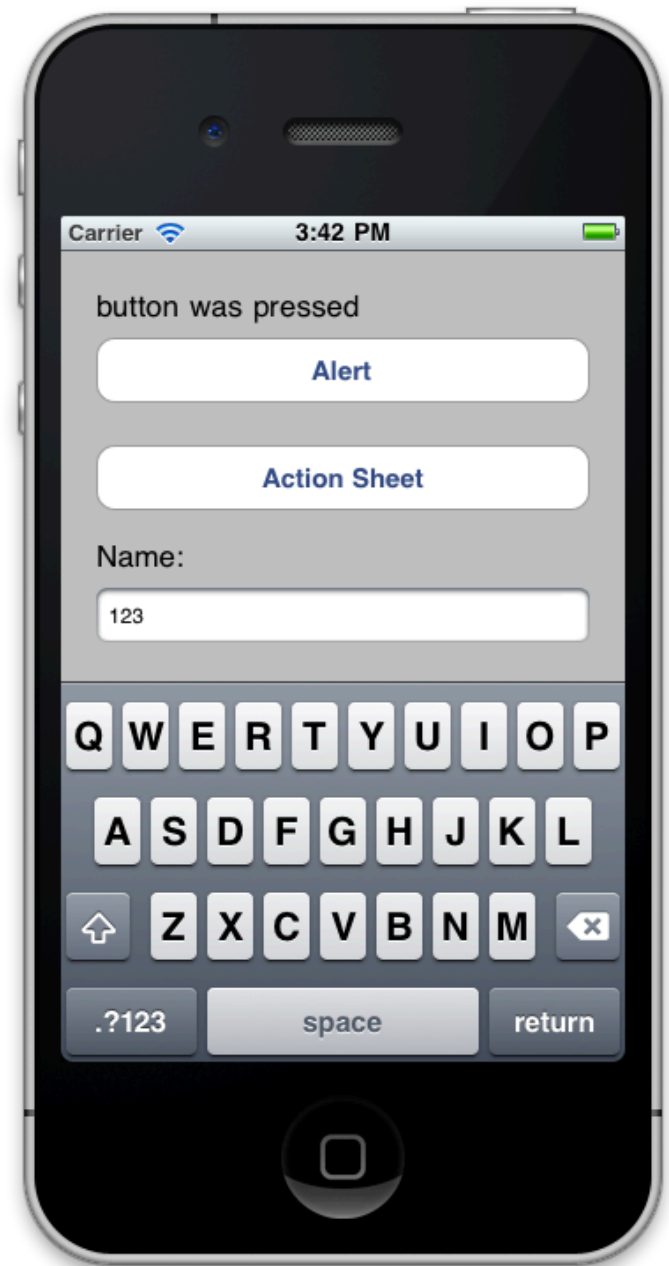 Carrier 3:42 PM
button was pressed
Alert
Action Sheet
Name:
123
Q W E R T Y U I O P
A S D F G H J K L
Z X C V B N M
.?123 space return